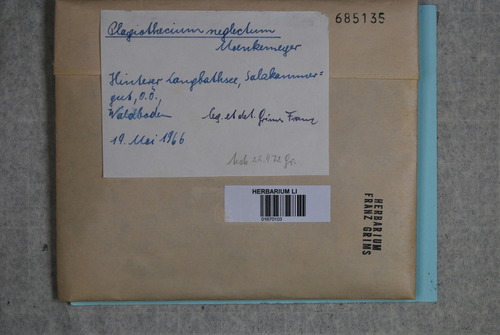 685135
Plagiothecium neglectum
Moenkemeyer
Hinterer Langbathsee, Salzkammer=
gut, O.Ö.,
Waldboden
leg. et det. Grims Franz
19. Mai 1966
HERBARIUM LI
01670103
HERBARIUM
FRANZ GRIMS